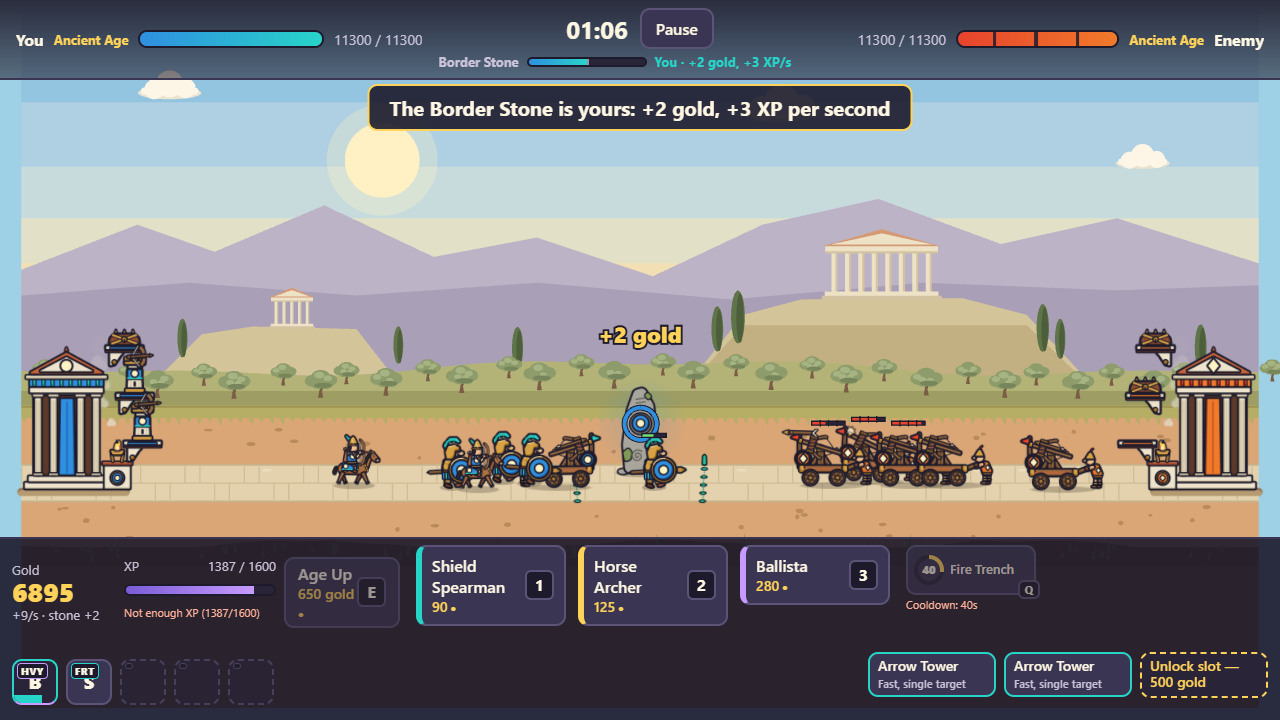 You Ancient Age 11300 / 11300
01:06 Pause
11300 / 11300 Ancient Age Enemy
Border Stone You · +2 gold, +3 XP/s
The Border Stone is yours: +2 gold, +3 XP per second
+2 gold
Gold
6895
+9/s · stone +2
XP 1387 / 1600
Not enough XP (1387/1600)
Age Up
650 gold
E
Shield
Spearman
90
1
Horse
Archer
125
2
Ballista
280
3
40 Fire Trench
Q
Cooldown: 40s
HVY
B
FRT
S
Arrow Tower
Fast, single target
Arrow Tower
Fast, single target
Unlock slot —
500 gold